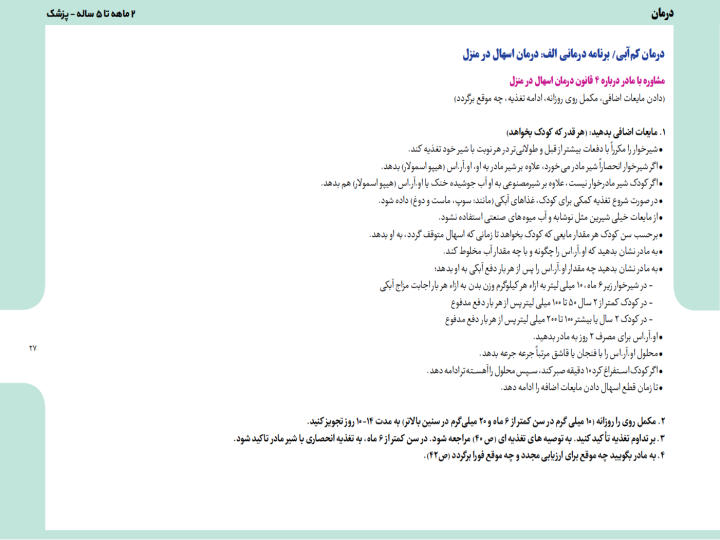 درمان
۲ ماهه تا ۵ ساله - پزشک
درمان کم‌آبی/ برنامه درمانی الف: درمان اسهال در منزل
مشاوره با مادر درباره ۴ قانون درمان اسهال در منزل
(دادن مایعات اضافی، مکمل روی روزانه، ادامه تغذیه، چه موقع برگردد)
۱. مایعات اضافی بدهید: (هر قدر که کودک بخواهد)
• شیرخوار را مکرراً با دفعات بیشتر از قبل و طولانی‌تر در هر نوبت با شیر خود تغذیه کند.
• اگر شیرخوار انحصاراً شیر مادر می‌خورد، علاوه بر شیر مادر به او، او.آر.اس (هیپو اسمولار) بدهد.
• اگر کودک شیر مادرخوار نیست، علاوه بر شیرمصنوعی به او آب جوشیده خنک یا او.آر.اس (هیپو اسمولار) هم بدهد.
• در صورت شروع تغذیه کمکی برای کودک، غذاهای آبکی (مانند: سوپ، ماست و دوغ) داده شود.
• از مایعات خیلی شیرین مثل نوشابه و آب میوه های صنعتی استفاده نشود.
• برحسب سن کودک هر مقدار مایعی که کودک بخواهد تا زمانی که اسهال متوقف گردد، به او بدهد.
• به مادر نشان بدهید که او.آر.اس را چگونه و با چه مقدار آب مخلوط کند.
• به مادر نشان بدهید چه مقدار او.آر.اس را پس از هر بار دفع آبکی به او بدهد:
- در شیرخوار زیر ۶ ماه، ۱۰ میلی لیتر به ازاء هر کیلوگرم وزن بدن به ازاء هر بار اجابت مزاج آبکی
- در کودک کمتر از ۲ سال ۵۰ تا ۱۰۰ میلی لیتر پس از هر بار دفع مدفوع
- در کودک ۲ سال یا بیشتر ۱۰۰ تا ۲۰۰ میلی لیتر پس از هر بار دفع مدفوع
• او.آر.اس برای مصرف ۲ روز به مادر بدهید.
• محلول او.آر.اس را با فنجان یا قاشق مرتباً جرعه جرعه بدهد.
• اگر کودک استفراغ کرد ۱۰ دقیقه صبر کند، سپس محلول را آهسته تر ادامه دهد.
• تا زمان قطع اسهال دادن مایعات اضافه را ادامه دهد.
۲. مکمل روی را روزانه (۱۰ میلی گرم در سن کمتر از ۶ ماه و ۲۰ میلی‌گرم در سنین بالاتر) به مدت ۱۴-۱۰ روز تجویز کنید.
۳. بر تداوم تغذیه تأکید کنید. به توصیه های تغذیه ای (ص ۴۰) مراجعه شود. در سن کمتر از ۶ ماه، به تغذیه انحصاری با شیر مادر تاکید شود.
۴. به مادر بگویید چه موقع برای ارزیابی مجدد و چه موقع فورا برگردد (ص۴۲).
۲۷